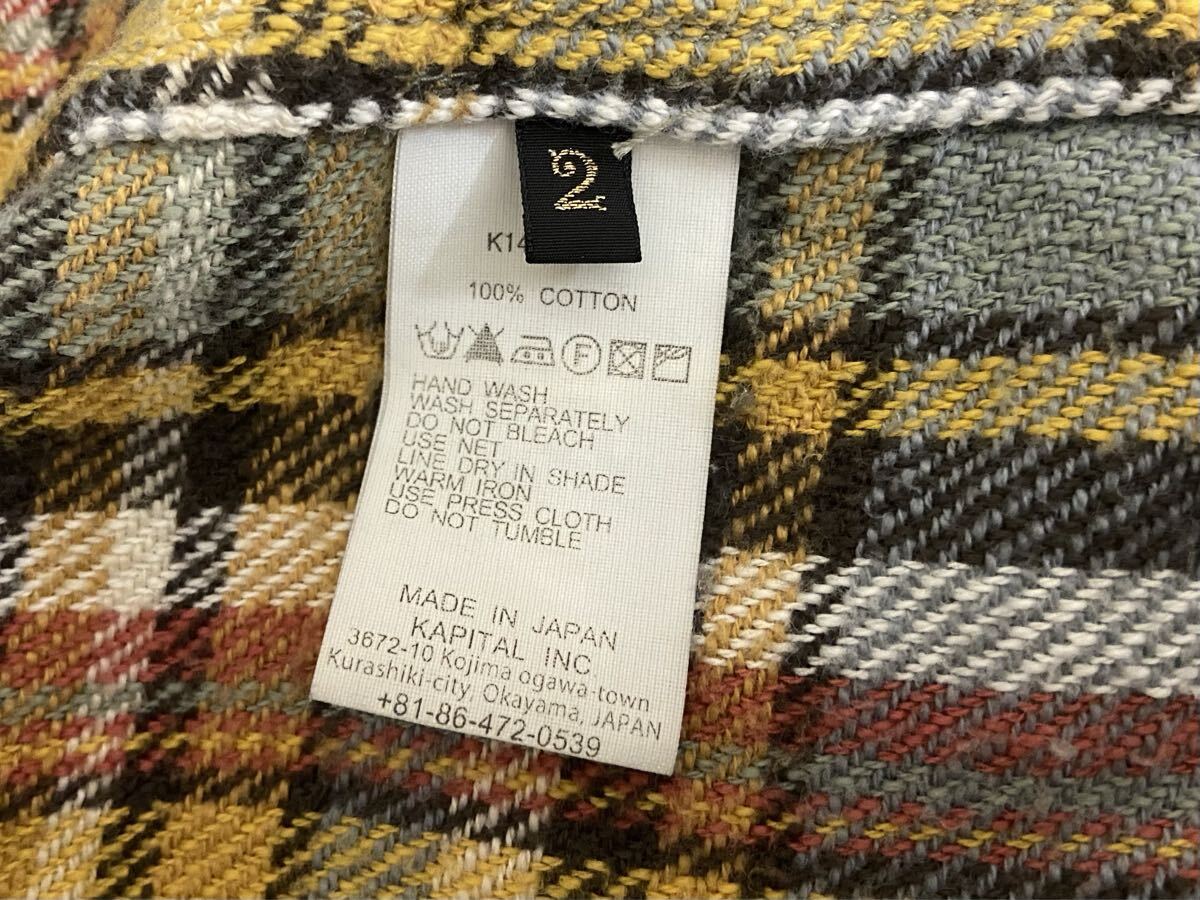 2
K14
100% COTTON
F
HAND WASH
WASH SEPARATELY
DO NOT BLEACH
USE NET
LINE DRY IN SHADE
WARM IRON
USE PRESS CLOTH
DO NOT TUMBLE
MADE IN JAPAN
KAPITAL INC.
3672-10 Kojima ogawa-town
Kurashiki-city, Okayama, JAPAN
+81-86-472-0539